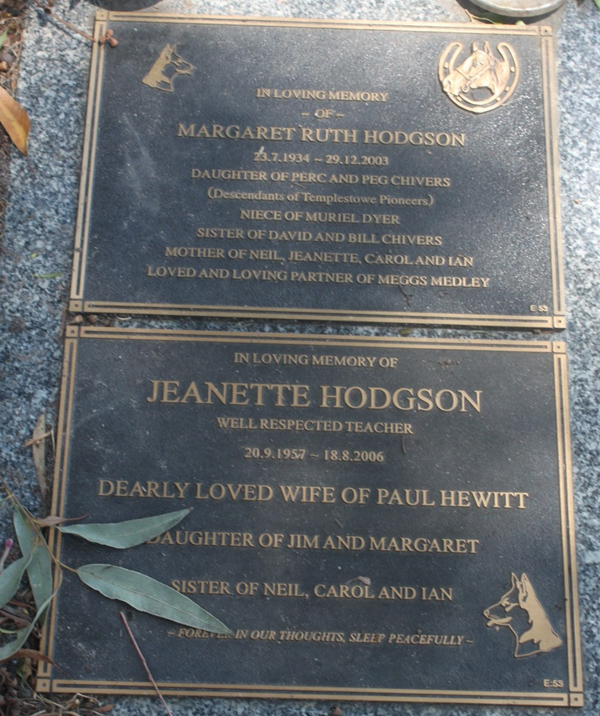 IN LOVING MEMORY
~ OF ~
MARGARET RUTH HODGSON
23.7.1934 ~ 29.12.2003
DAUGHTER OF PERC AND PEG CHIVERS
(Descendants of Templestowe Pioneers)
NIECE OF MURIEL DYER
SISTER OF DAVID AND BILL CHIVERS
MOTHER OF NEIL, JEANETTE, CAROL AND IAN
LOVED AND LOVING PARTNER OF MEGGS MEDLEY
E 53
IN LOVING MEMORY OF
JEANETTE HODGSON
WELL RESPECTED TEACHER
20.9.1957 ~ 18.8.2006
DEARLY LOVED WIFE OF PAUL HEWITT
DAUGHTER OF JIM AND MARGARET
SISTER OF NEIL, CAROL AND IAN
~ FOREVER IN OUR THOUGHTS, SLEEP PEACEFULLY ~
E:53